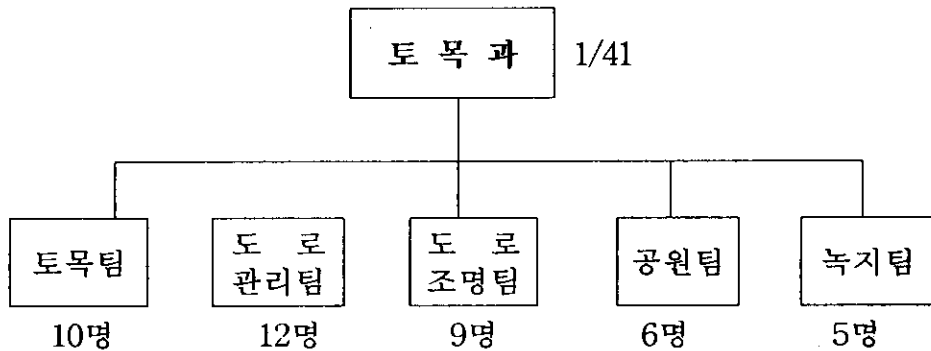 토 목 과 1/41
토목팀
도 로
관리팀
도 로
조명팀
공원팀
녹지팀
10명 12명 9명 6명 5명